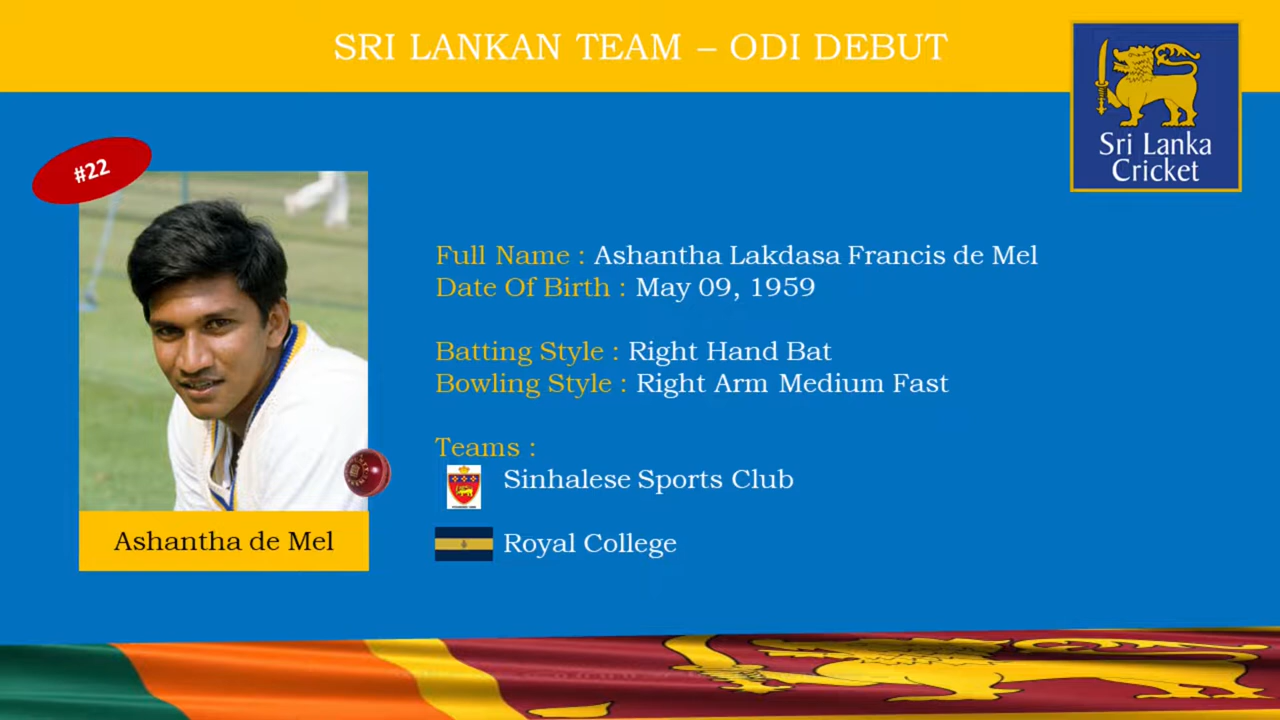 SRI LANKAN TEAM – ODI DEBUT
Sri Lanka
Cricket
#22
Full Name : Ashantha Lakdasa Francis de Mel
Date Of Birth : May 09, 1959
Batting Style : Right Hand Bat
Bowling Style : Right Arm Medium Fast
Teams :
Sinhalese Sports Club
Royal College
Ashantha de Mel